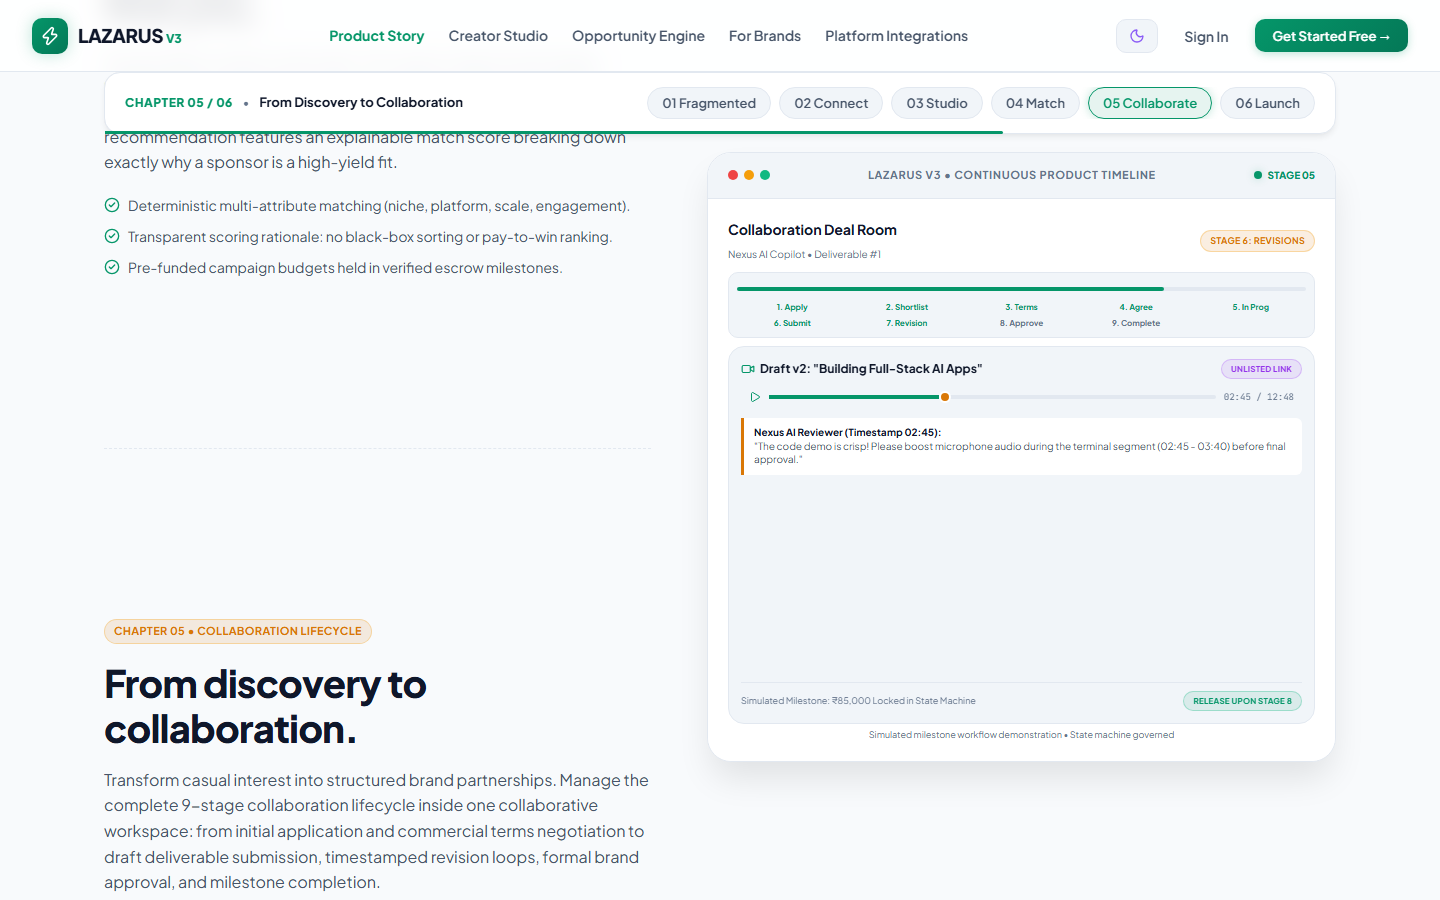 LAZARUS V3
Product Story
Creator Studio
Opportunity Engine
For Brands
Platform Integrations
Sign In
Get Started Free →
CHAPTER 05 / 06 • From Discovery to Collaboration
01 Fragmented
02 Connect
03 Studio
04 Match
05 Collaborate
06 Launch
recommendation features an explainable match score breaking down
exactly why a sponsor is a high-yield fit.
Deterministic multi-attribute matching (niche, platform, scale, engagement).
Transparent scoring rationale: no black-box sorting or pay-to-win ranking.
Pre-funded campaign budgets held in verified escrow milestones.
CHAPTER 05 • COLLABORATION LIFECYCLE
From discovery to
collaboration.
Transform casual interest into structured brand partnerships. Manage the
complete 9-stage collaboration lifecycle inside one collaborative
workspace: from initial application and commercial terms negotiation to
draft deliverable submission, timestamped revision loops, formal brand
approval, and milestone completion.
LAZARUS V3 • CONTINUOUS PRODUCT TIMELINE
STAGE 05
Collaboration Deal Room
Nexus AI Copilot • Deliverable #1
STAGE 6: REVISIONS
1. Apply
2. Shortlist
3. Terms
4. Agree
5. In Prog
6. Submit
7. Revision
8. Approve
9. Complete
Draft v2: "Building Full-Stack AI Apps"
UNLISTED LINK
02:45 / 12:48
Nexus AI Reviewer (Timestamp 02:45):
"The code demo is crisp! Please boost microphone audio during the terminal segment (02:45 - 03:40) before final
approval."
Simulated Milestone: ₹85,000 Locked in State Machine
RELEASE UPON STAGE 8
Simulated milestone workflow demonstration • State machine governed